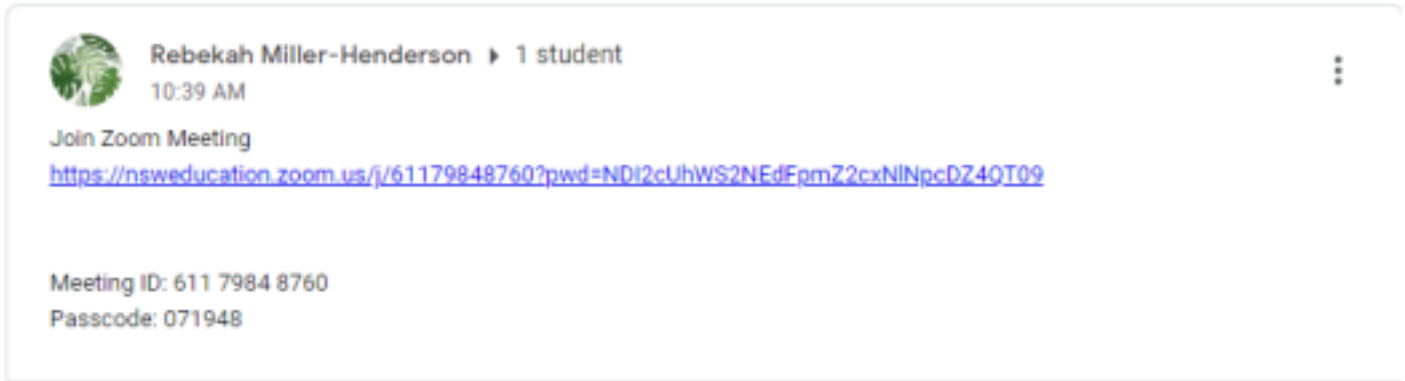 Rebekah Miller-Henderson ▸ 1 student
10:39 AM
Join Zoom Meeting
https://nsweducation.zoom.us/j/61179848760?pwd=NDI2cUhWS2NEdFpmZ2cxNlNpcDZ4QT09
Meeting ID: 611 7984 8760
Passcode: 071948